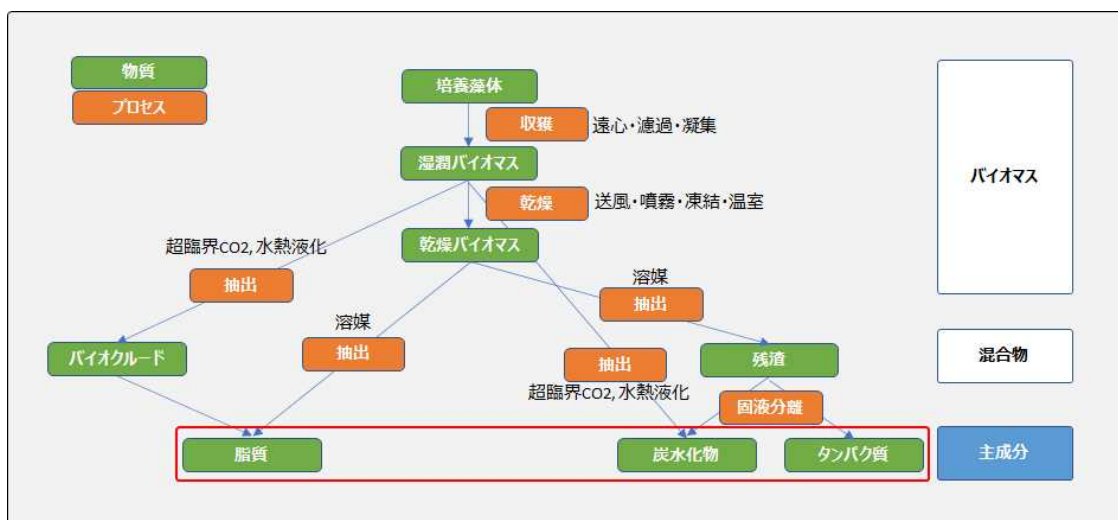 物質
プロセス
培養藻体
収獲
遠心・濾過・凝集
湿潤バイオマス
バイオマス
乾燥
送風・噴霧・凍結・温室
超臨界CO2, 水熱液化
乾燥バイオマス
抽出
溶媒
抽出
溶媒
抽出
バイオクルード
抽出
超臨界CO2, 水熱液化
残渣
混合物
固液分離
脂質
炭水化物
タンパク質
主成分